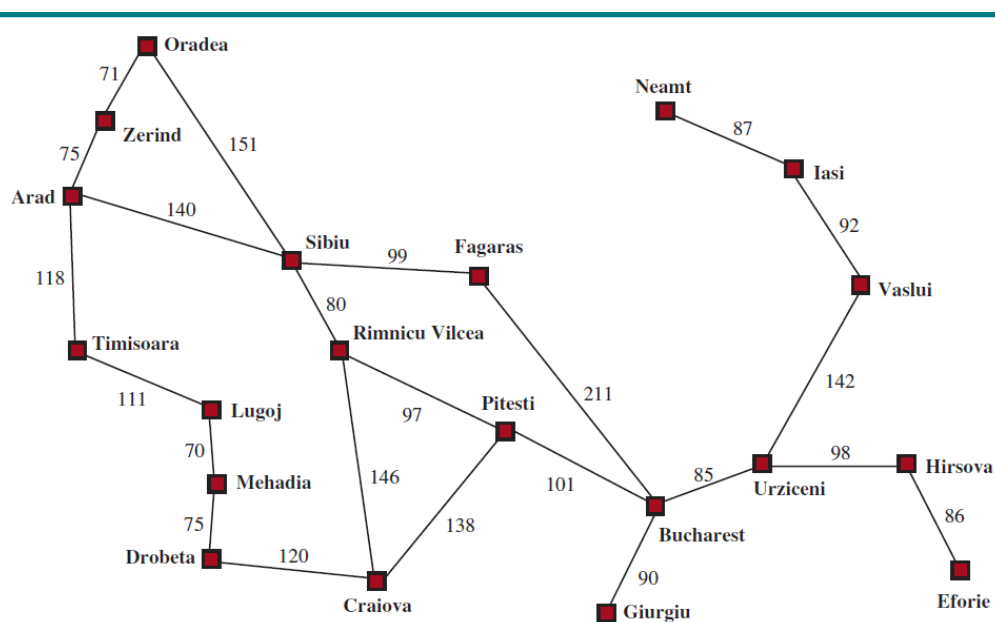 Oradea
71
Neamt
87
Zerind
151
75
Iasi
Arad
140
92
Sibiu
99
Fagaras
118
Vaslui
80
Timisoara
Rimnicu Vilcea
142
111
211
Lugoj
97
Pitesti
70
98
Hirsova
Mehadia
146
101
85
Urziceni
75
138
86
Bucharest
Drobeta
120
90
Craiova
Giurgiu
Eforie